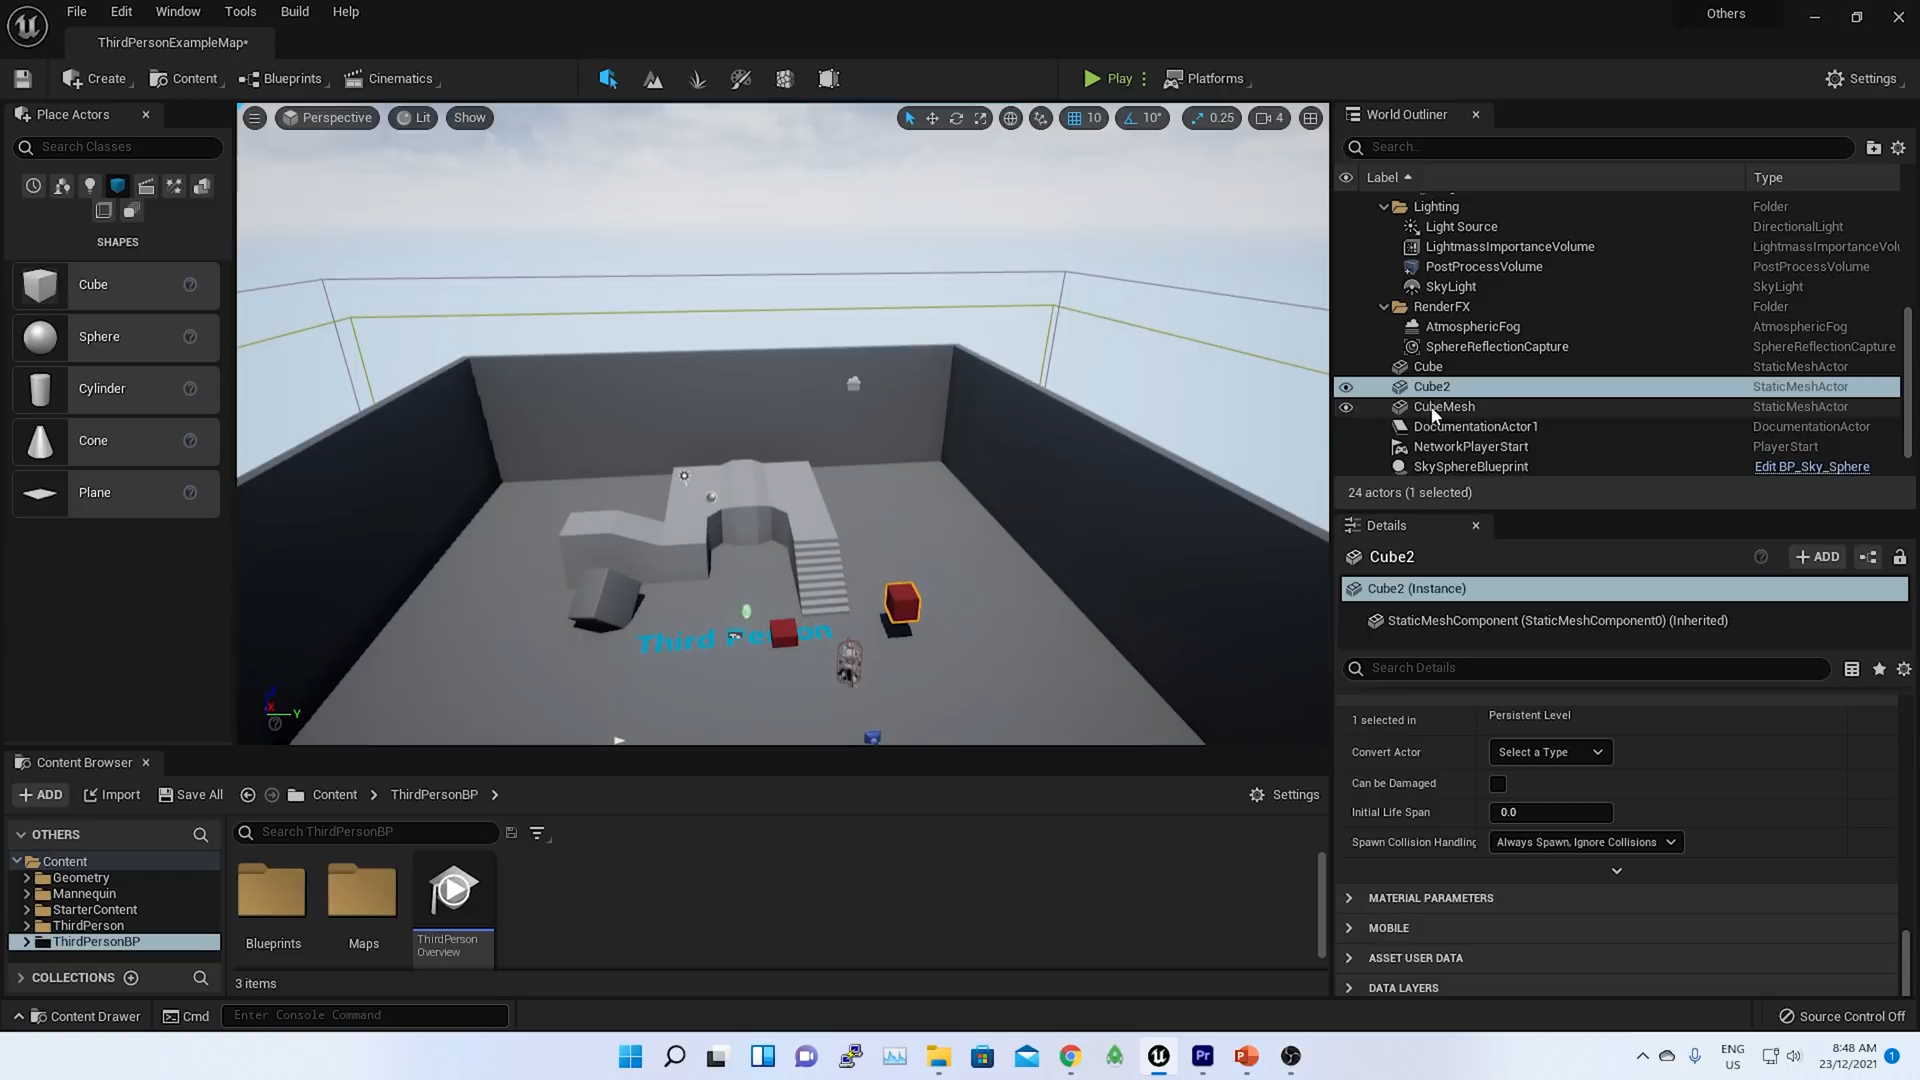 File Edit Window Tools Build Help
Others
ThirdPersonExampleMap*
Create Content Blueprints Cinematics Play Platforms Settings
Place Actors
Search Classes
SHAPES
Cube
Sphere
Cylinder
Cone
Plane
Perspective Lit Show 10 10° 0.25 4
Third Person
X Y
World Outliner
Search...
Label Type
Lighting Folder
Light Source DirectionalLight
LightmassImportanceVolume LightmassImportanceVolu
PostProcessVolume PostProcessVolume
SkyLight SkyLight
RenderFX Folder
AtmosphericFog AtmosphericFog
SphereReflectionCapture SphereReflectionCapture
Cube StaticMeshActor
Cube2 StaticMeshActor
CubeMesh StaticMeshActor
DocumentationActor1 DocumentationActor
NetworkPlayerStart PlayerStart
SkySphereBlueprint Edit BP_Sky_Sphere
24 actors (1 selected)
Details
Cube2 + ADD
Cube2 (Instance)
StaticMeshComponent (StaticMeshComponent0) (Inherited)
Search Details
1 selected in Persistent Level
Convert Actor Select a Type
Can be Damaged
Initial Life Span 0.0
Spawn Collision Handling Always Spawn, Ignore Collisions
MATERIAL PARAMETERS
MOBILE
ASSET USER DATA
DATA LAYERS
Content Browser
+ ADD Import Save All Content ThirdPersonBP Settings
OTHERS
Search ThirdPersonBP
Content
Geometry
Mannequin
StarterContent
ThirdPerson
ThirdPersonBP
COLLECTIONS
Blueprints
Maps
ThirdPerson
Overview
3 items
Content Drawer Cmd Enter Console Command Source Control Off
Pr P
ENG
US
8:48 AM
23/12/2021
1